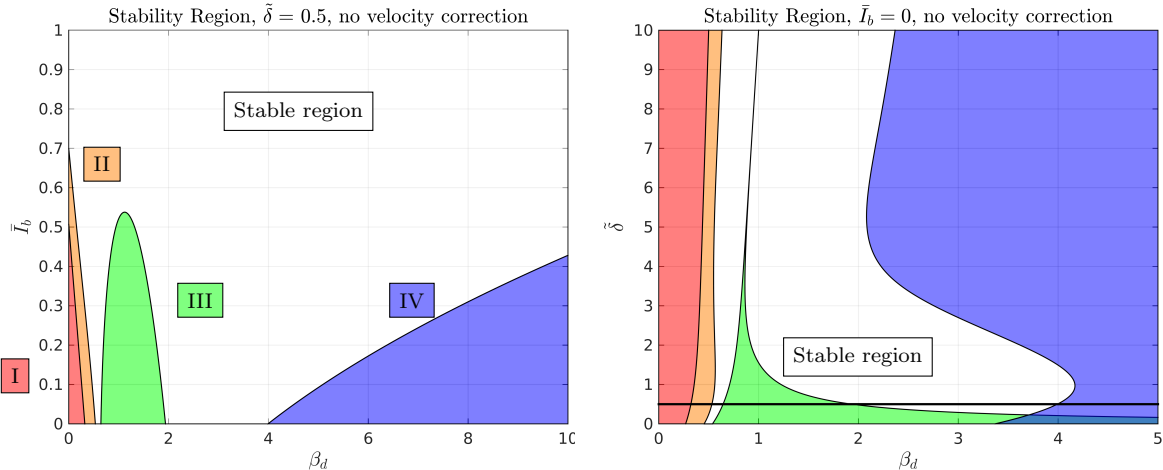 Stability Region, δ̃ = 0.5, no velocity correction
1
0.9
0.8
0.7
0.6
0.5
0.4
0.3
0.2
0.1
0
Ī_b
Stable region
II
III
IV
I
0 2 4 6 8 10
β_d
Stability Region, Ī_b = 0, no velocity correction
10
9
8
7
6
5
4
3
2
1
0
δ̃
Stable region
0 1 2 3 4 5
β_d